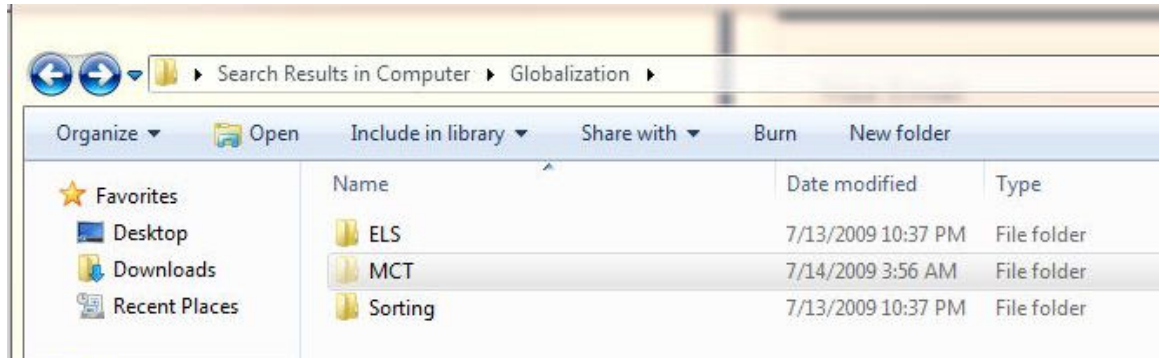 Search Results in Computer Globalization
Organize Open Include in library Share with Burn New folder
Favorites
Desktop
Downloads
Recent Places
Name Date modified Type
ELS 7/13/2009 10:37 PM File folder
MCT 7/14/2009 3:56 AM File folder
Sorting 7/13/2009 10:37 PM File folder